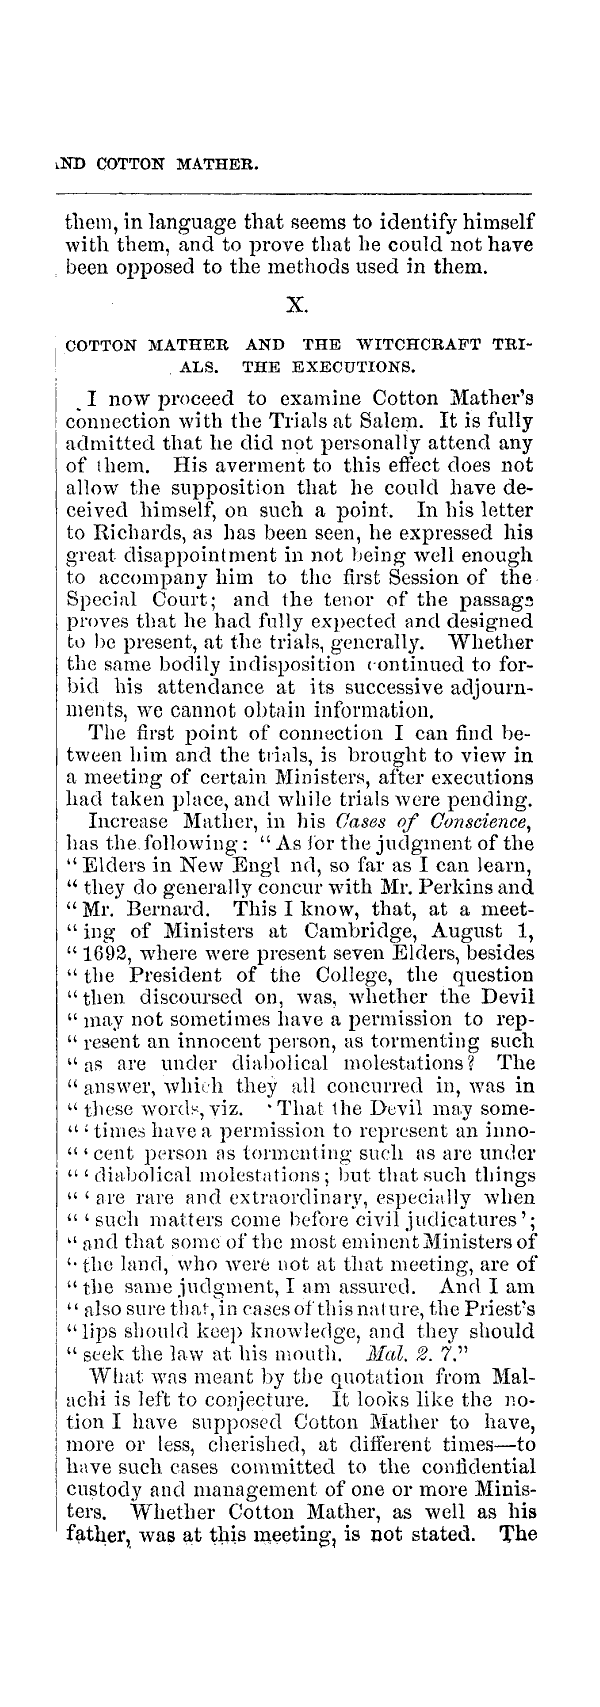 ND COTTON MATHER.
them, in language that seems to identify himself
with them, and to prove that he could not have
been opposed to the methods used in them.
X.
COTTON MATHER AND THE WITCHCRAFT TRI-
ALS. THE EXECUTIONS.
I now proceed to examine Cotton Mather's
connection with the Trials at Salem. It is fully
admitted that he did not personally attend any
of them. His averment to this effect does not
allow the supposition that he could have de-
ceived himself, on such a point. In his letter
to Richards, as has been seen, he expressed his
great disappointment in not being well enough
to accompany him to the first Session of the
Special Court; and the tenor of the passage
proves that he had fully expected and designed
to be present, at the trials, generally. Whether
the same bodily indisposition continued to for-
bid his attendance at its successive adjourn-
ments, we cannot obtain information.
The first point of connection I can find be-
tween him and the trials, is brought to view in
a meeting of certain Ministers, after executions
had taken place, and while trials were pending.
Increase Mather, in his Cases of Conscience,
has the following: "As for the judgment of the
"Elders in New Engl nd, so far as I can learn,
"they do generally concur with Mr. Perkins and
"Mr. Bernard. This I know, that, at a meet-
"ing of Ministers at Cambridge, August 1,
"1692, where were present seven Elders, besides
"the President of the College, the question
"then discoursed on, was, whether the Devil
"may not sometimes have a permission to rep-
"resent an innocent person, as tormenting such
"as are under diabolical molestations? The
"answer, which they all concurred in, was in
"these words, viz. 'That the Devil may some-
"'times have a permission to represent an inno-
"'cent person as tormenting such as are under
"'diabolical molestations; but that such things
"'are rare and extraordinary, especially when
"'such matters come before civil judicatures';
"and that some of the most eminent Ministers of
"the land, who were not at that meeting, are of
"the same judgment, I am assured. And I am
"also sure that, in cases of this nature, the Priest's
"lips should keep knowledge, and they should
"seek the law at his mouth. Mal. 2. 7."
What was meant by the quotation from Mal-
achi is left to conjecture. It looks like the no-
tion I have supposed Cotton Mather to have,
more or less, cherished, at different times—to
have such cases committed to the confidential
custody and management of one or more Minis-
ters. Whether Cotton Mather, as well as his
father, was at this meeting, is not stated. The